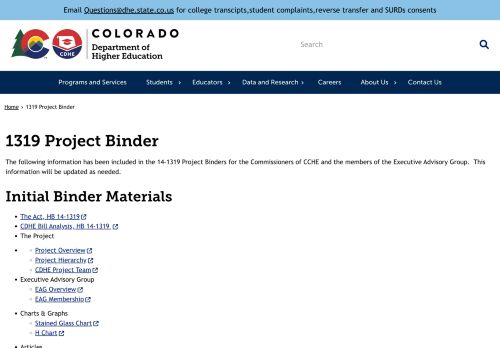 Email Questions@dhe.state.co.us for college transcipts,student complaints,reverse transfer and SURDs consents
CO
CDHE
COLORADO
Department of
Higher Education
Search
Programs and Services Students Educators Data and Research Careers About Us Contact Us
Home › 1319 Project Binder
1319 Project Binder
The following information has been included in the 14-1319 Project Binders for the Commissioners of CCHE and the members of the Executive Advisory Group. This
information will be updated as needed.
Initial Binder Materials
The Act, HB 14-1319
CDHE Bill Analysis, HB 14-1319
The Project
Project Overview
Project Hierarchy
CDHE Project Team
Executive Advisory Group
EAG Overview
EAG Membership
Charts & Graphs
Stained Glass Chart
H Chart
Articles